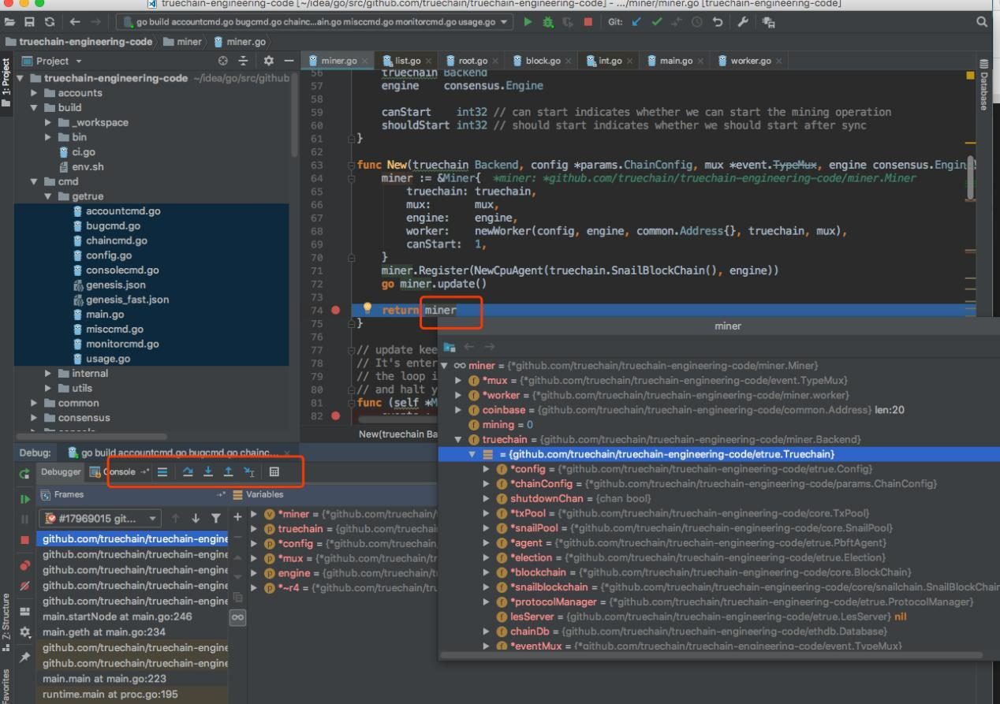 truechain-engineering-code [~/idea/go/src/github.com/truechain/truechain-engineering-code] - .../miner/miner.go [truechain-engineering-code]
go build accountcmd.go bugcmd.go chainc...ain.go misccmd.go monitorcmd.go usage.go
Git:
truechain-engineering-code miner miner.go
1: Project
Project
miner.go list.go root.go block.go int.go main.go worker.go
Database
truechain-engineering-code ~/idea/go/src/github
accounts
build
_workspace
bin
ci.go
env.sh
cmd
getrue
accountcmd.go
bugcmd.go
chaincmd.go
config.go
consolecmd.go
genesis.json
genesis_fast.json
main.go
misccmd.go
monitorcmd.go
usage.go
internal
utils
common
consensus
56 truechain Backend
57 engine consensus.Engine
58
59 canStart int32 // can start indicates whether we can start the mining operation
60 shouldStart int32 // should start indicates whether we should start after sync
61 }
62
63 func New(truechain Backend, config *params.ChainConfig, mux *event.TypeMux, engine consensus.Engin
64 miner := &Miner{ *miner: *github.com/truechain/truechain-engineering-code/miner.Miner
65 truechain: truechain,
66 mux: mux,
67 engine: engine,
68 worker: newWorker(config, engine, common.Address{}, truechain, mux),
69 canStart: 1,
70 }
71 miner.Register(NewCpuAgent(truechain.SnailBlockChain(), engine))
72 go miner.update()
73
74 return miner
75 }
76
77 // update kee
78 // It's enter
79 // the loop i
80 // and halt y
81 func (self *M
82
New(truechain Ba
miner
miner = {*github.com/truechain/truechain-engineering-code/miner.Miner}
*mux = {*github.com/truechain/truechain-engineering-code/event.TypeMux}
*worker = {*github.com/truechain/truechain-engineering-code/miner.worker}
coinbase = {github.com/truechain/truechain-engineering-code/common.Address} len:20
mining = 0
truechain = {github.com/truechain/truechain-engineering-code/miner.Backend}
= {github.com/truechain/truechain-engineering-code/etrue.Truechain}
*config = {*github.com/truechain/truechain-engineering-code/etrue.Config}
*chainConfig = {*github.com/truechain/truechain-engineering-code/params.ChainConfig}
shutdownChan = {chan bool}
*txPool = {*github.com/truechain/truechain-engineering-code/core.TxPool}
*snailPool = {*github.com/truechain/truechain-engineering-code/core.SnailPool}
*agent = {*github.com/truechain/truechain-engineering-code/etrue.PbftAgent}
*election = {*github.com/truechain/truechain-engineering-code/etrue.Election}
*blockchain = {*github.com/truechain/truechain-engineering-code/core.BlockChain}
*snailblockchain = {*github.com/truechain/truechain-engineering-code/core/snailchain.SnailBlockChain
*protocolManager = {*github.com/truechain/truechain-engineering-code/etrue.ProtocolManager}
lesServer = {github.com/truechain/truechain-engineering-code/etrue.LesServer} nil
chainDb = {github.com/truechain/truechain-engineering-code/ethdb.Database}
*eventMux = {*github.com/truechain/truechain-engineering-code/event.TypeMux}
Debug: go build accountcmd.go bugcmd.go chainc...
Debugger Console
Frames
Variables
#17969015 git...
github.com/truechain/truechain-engine
github.com/truechain/truechain-engine
github.com/truechain/truechain-engine
github.com/truechain/truechain-engine
github.com/truechain/truechain-engine
main.startNode at main.go:246
main.geth at main.go:234
github.com/truechain/truechain-engine
github.com/truechain/truechain-engine
main.main at main.go:223
runtime.main at proc.go:195
*miner = {*github.com/truechain/
truechain = {github.com/truechain
*config = {*github.com/truechain/
*mux = {*github.com/truechain/tru
engine = {github.com/truechain/tr
*~r4 = {*github.com/truechain/tru
Z: Structure
Favorites